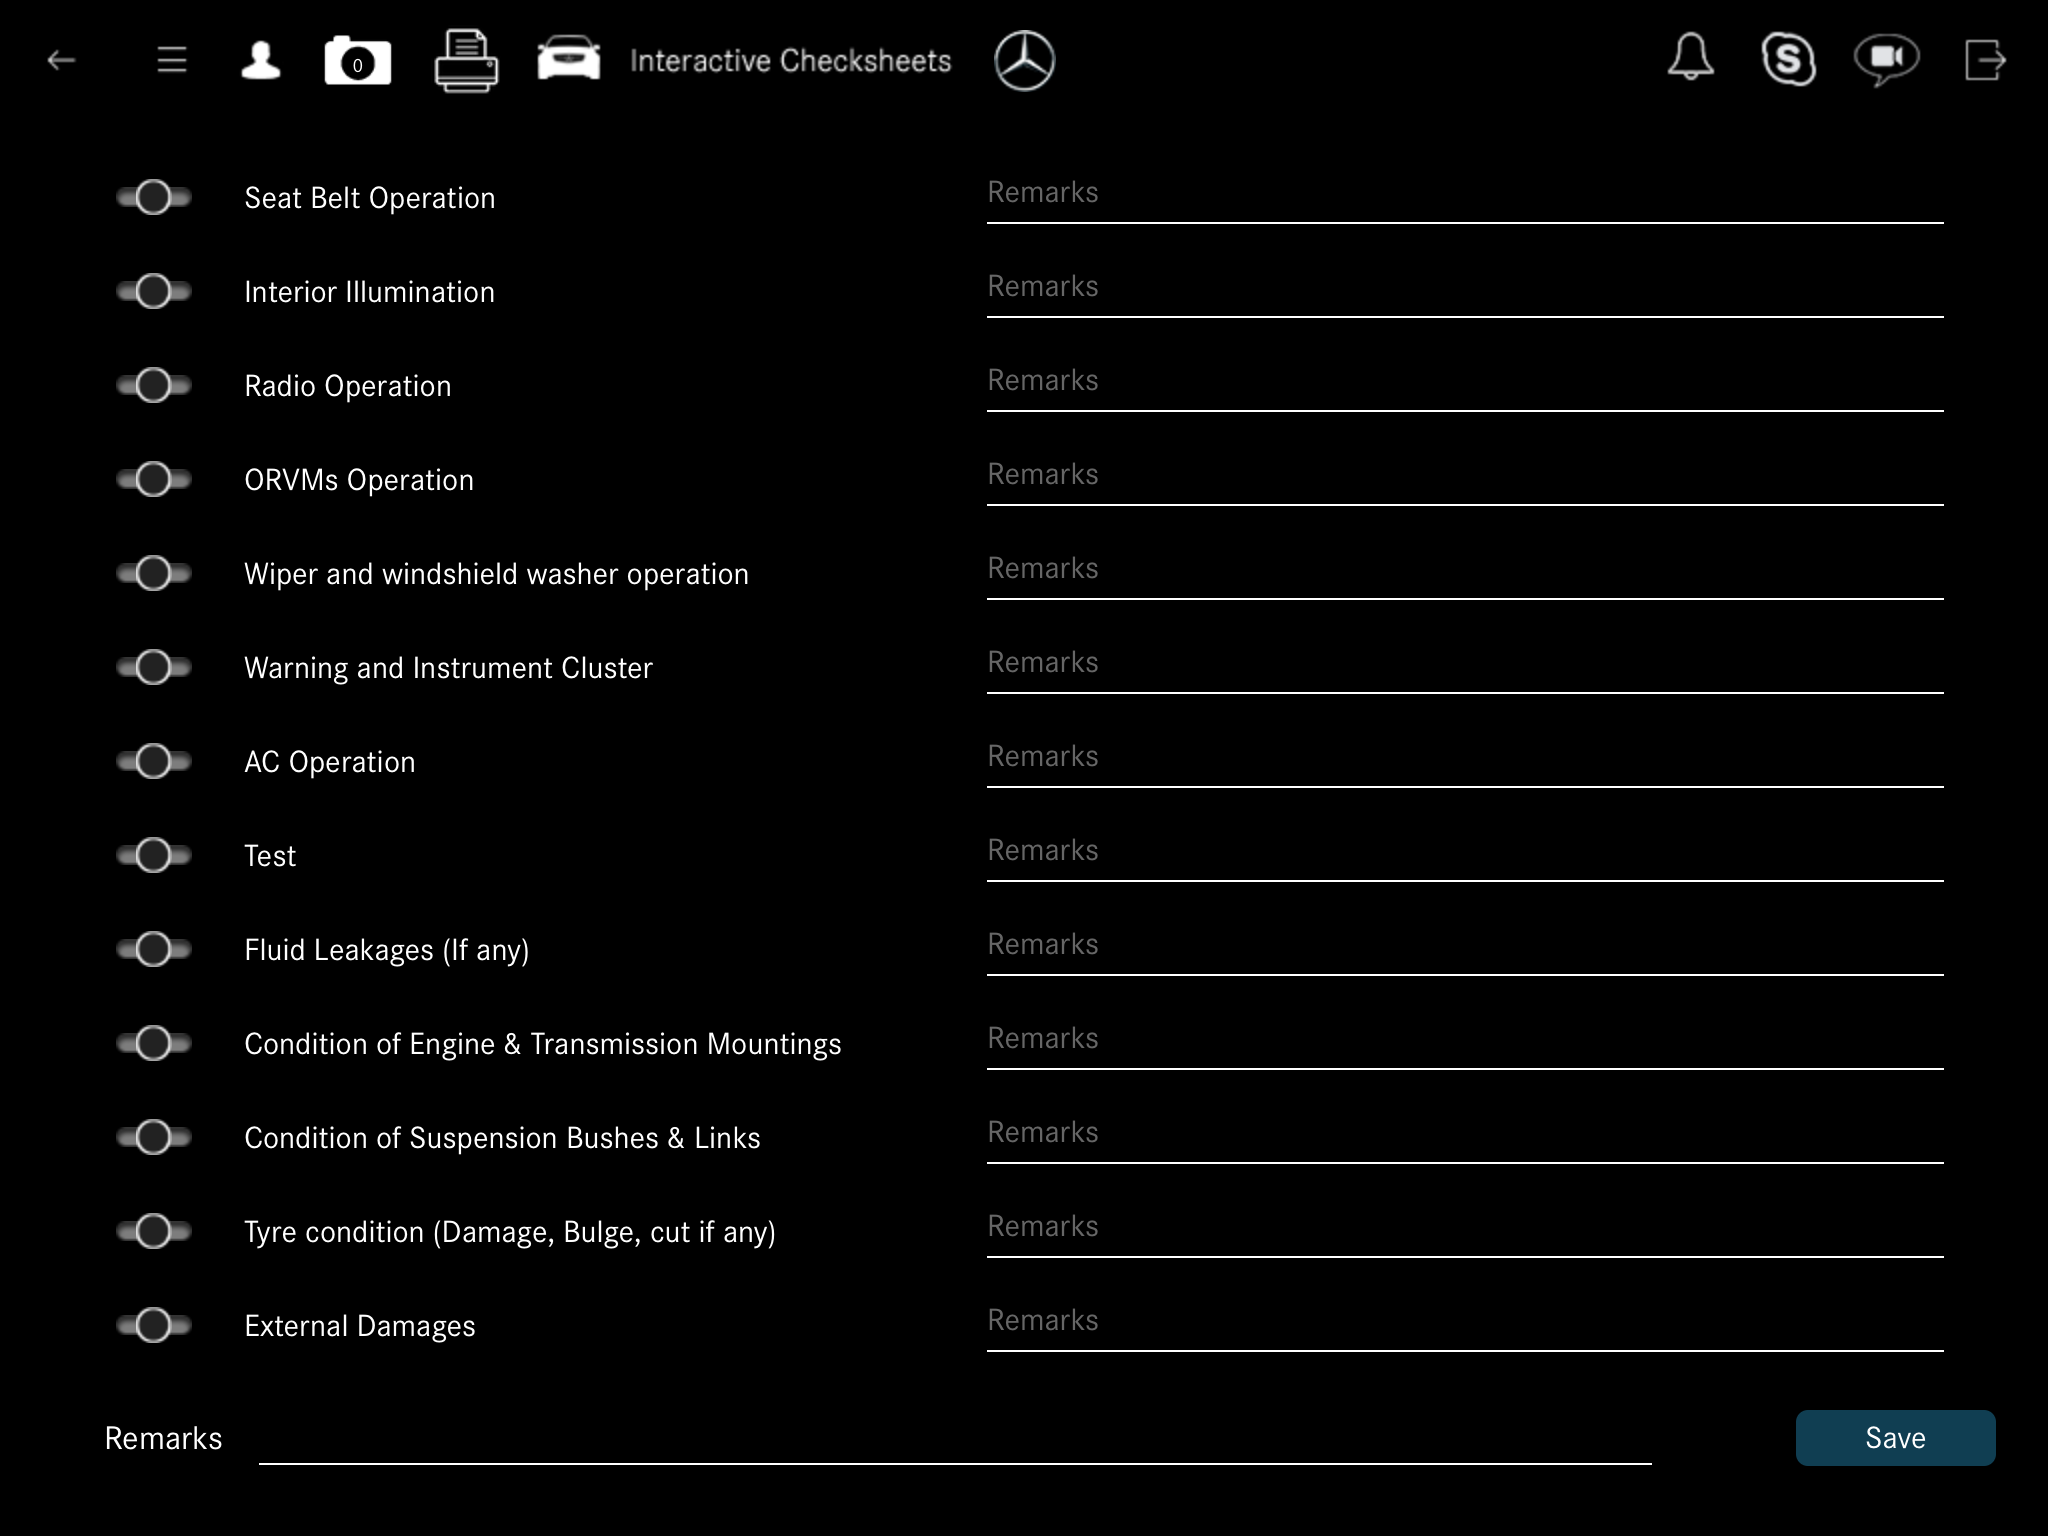 0 Interactive Checksheets
Seat Belt Operation Remarks
Interior Illumination Remarks
Radio Operation Remarks
ORVMs Operation Remarks
Wiper and windshield washer operation Remarks
Warning and Instrument Cluster Remarks
AC Operation Remarks
Test Remarks
Fluid Leakages (If any) Remarks
Condition of Engine & Transmission Mountings Remarks
Condition of Suspension Bushes & Links Remarks
Tyre condition (Damage, Bulge, cut if any) Remarks
External Damages Remarks
Remarks Save